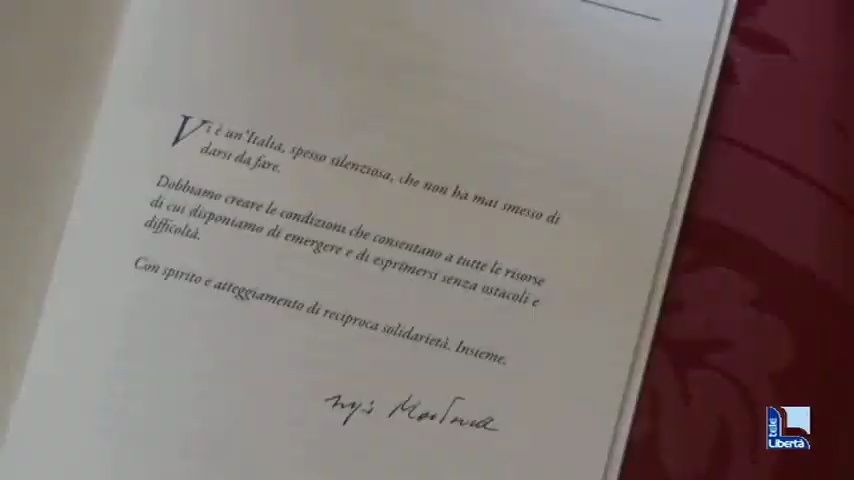 Vi è un'Italia, spesso silenziosa, che non ha mai smesso di
darsi da fare.
Dobbiamo creare le condizioni che consentano a tutte le risorse
di cui disponiamo di emergere e di esprimersi senza ostacoli e
difficoltà.
Con spirito e atteggiamento di reciproca solidarietà. Insieme.
tele
Libertà